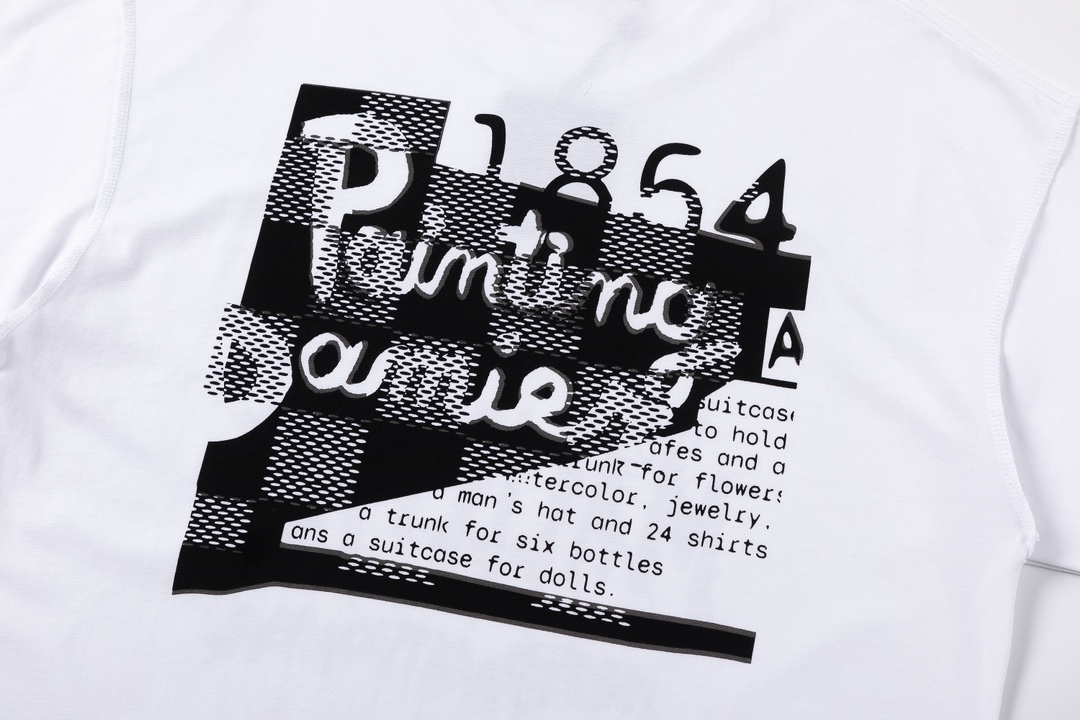 1854
Painting
Damier
A
suitcase
to hold
afes and a
trunk for flowers
tercolor, jewelry.
a man's hat and 24 shirts
a trunk for six bottles
ans a suitcase for dolls.